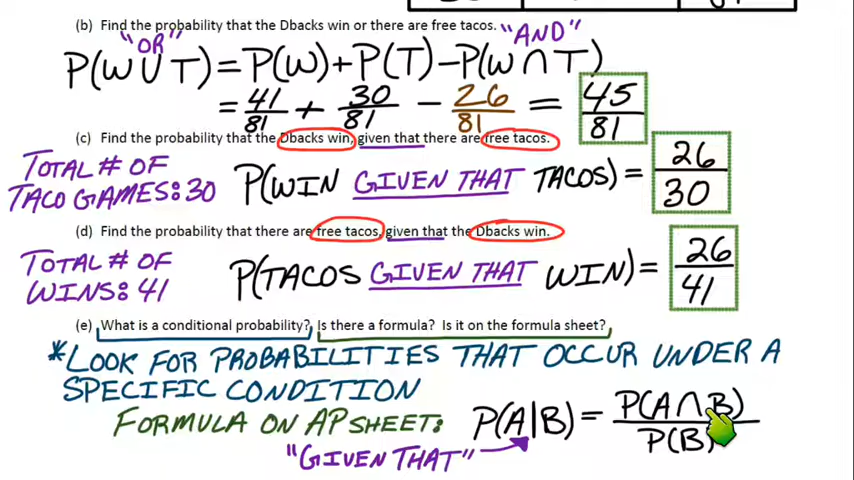 (b) Find the probability that the Dbacks win or there are free tacos.
"OR" "AND"
P(W ∪ T) = P(W) + P(T) - P(W ∩ T)
= 41/81 + 30/81 - 26/81 = 45/81
(c) Find the probability that the Dbacks win, given that there are free tacos.
TOTAL # OF
TACO GAMES: 30
P(WIN GIVEN THAT TACOS) = 26/30
(d) Find the probability that there are free tacos, given that the Dbacks win.
TOTAL # OF
WINS: 41
P(TACOS GIVEN THAT WIN) = 26/41
(e) What is a conditional probability? Is there a formula? Is it on the formula sheet?
*LOOK FOR PROBABILITIES THAT OCCUR UNDER A
SPECIFIC CONDITION
FORMULA ON AP SHEET: P(A|B) = P(A∩B)/P(B)
"GIVEN THAT"